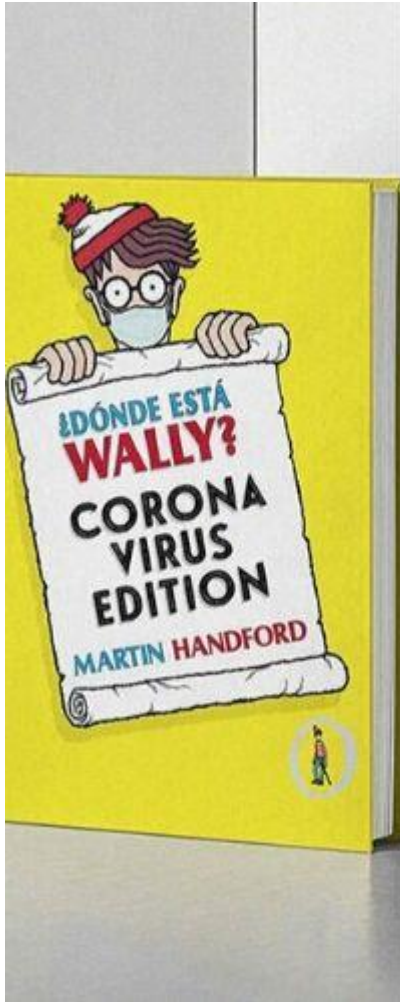 ¿DÓNDE ESTÁ
WALLY?
CORONA
VIRUS
EDITION
MARTIN HANDFORD